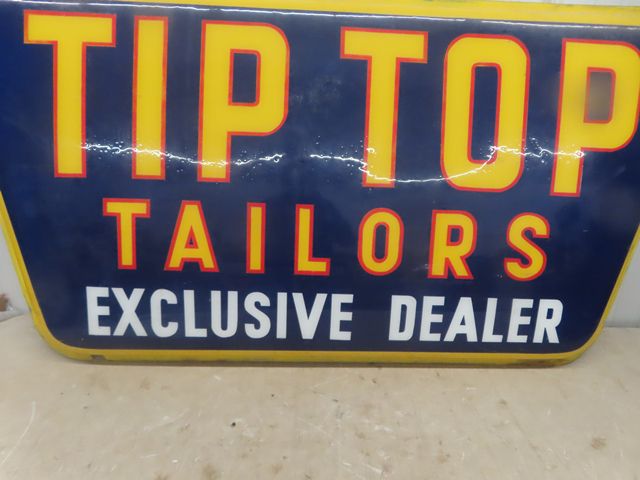 TIP TOP
TAILORS
EXCLUSIVE DEALER